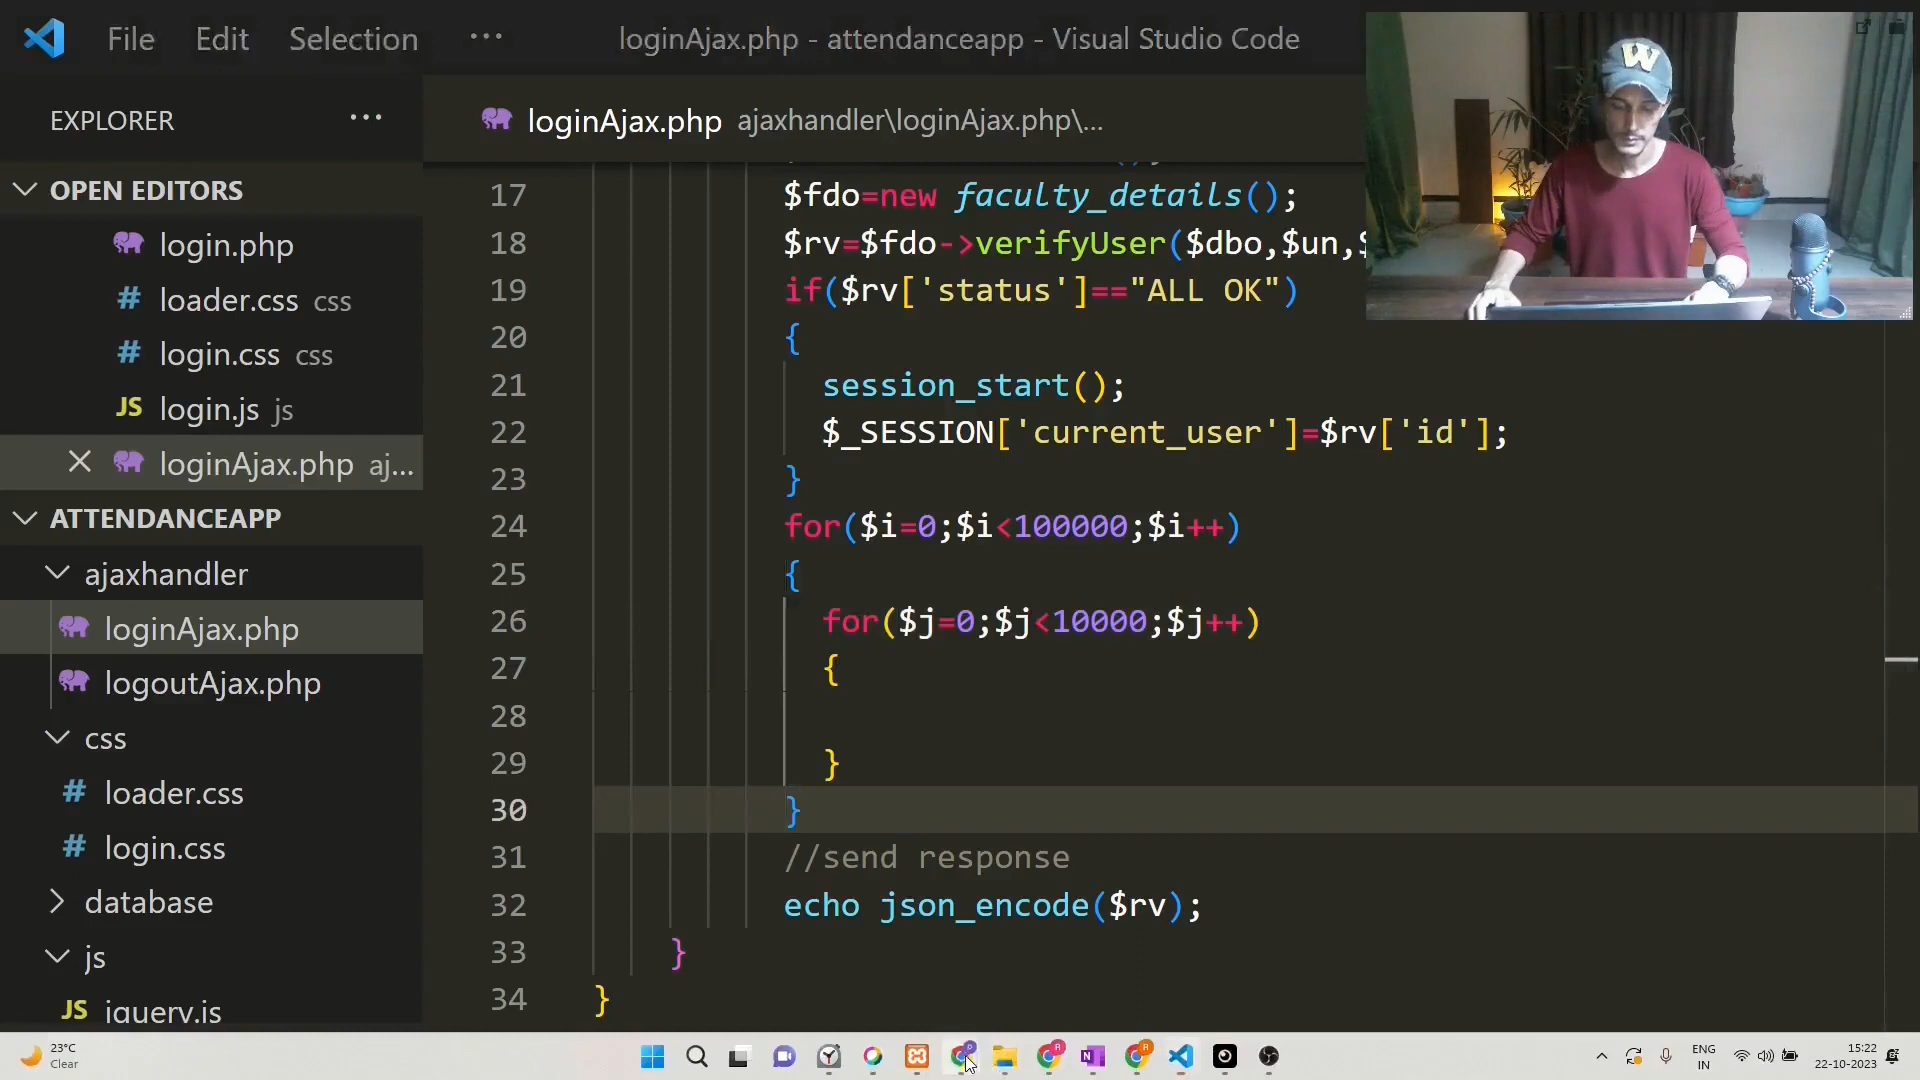 File Edit Selection ... loginAjax.php - attendanceapp - Visual Studio Code
W
EXPLORER ...
loginAjax.php ajaxhandler\loginAjax.php\...
OPEN EDITORS
login.php
# loader.css css
# login.css css
JS login.js js
loginAjax.php aj...
ATTENDANCEAPP
ajaxhandler
loginAjax.php
logoutAjax.php
css
# loader.css
# login.css
database
js
JS jquery.js
17 $fdo=new faculty_details();
18 $rv=$fdo->verifyUser($dbo,$un,$
19 if($rv['status']=="ALL OK")
20 {
21 session_start();
22 $_SESSION['current_user']=$rv['id'];
23 }
24 for($i=0;$i<100000;$i++)
25 {
26 for($j=0;$j<10000;$j++)
27 {
28
29 }
30 }
31 //send response
32 echo json_encode($rv);
33 }
34 }
23°C
Clear
ENG
IN
15:22
22-10-2023